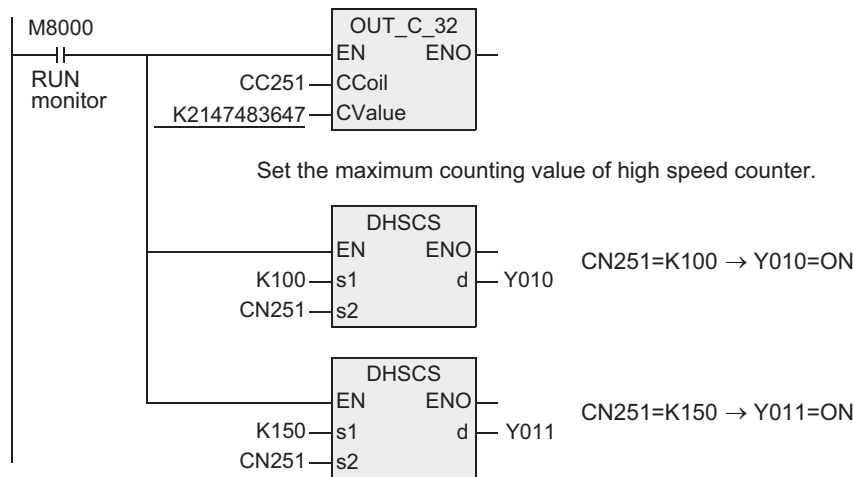 M8000
RUN
monitor
OUT_C_32
EN ENO
CC251 CCoil
K2147483647 CValue
Set the maximum counting value of high speed counter.
DHSCS
EN ENO
K100 s1 d Y010
CN251 s2
CN251=K100 → Y010=ON
DHSCS
EN ENO
K150 s1 d Y011
CN251 s2
CN251=K150 → Y011=ON